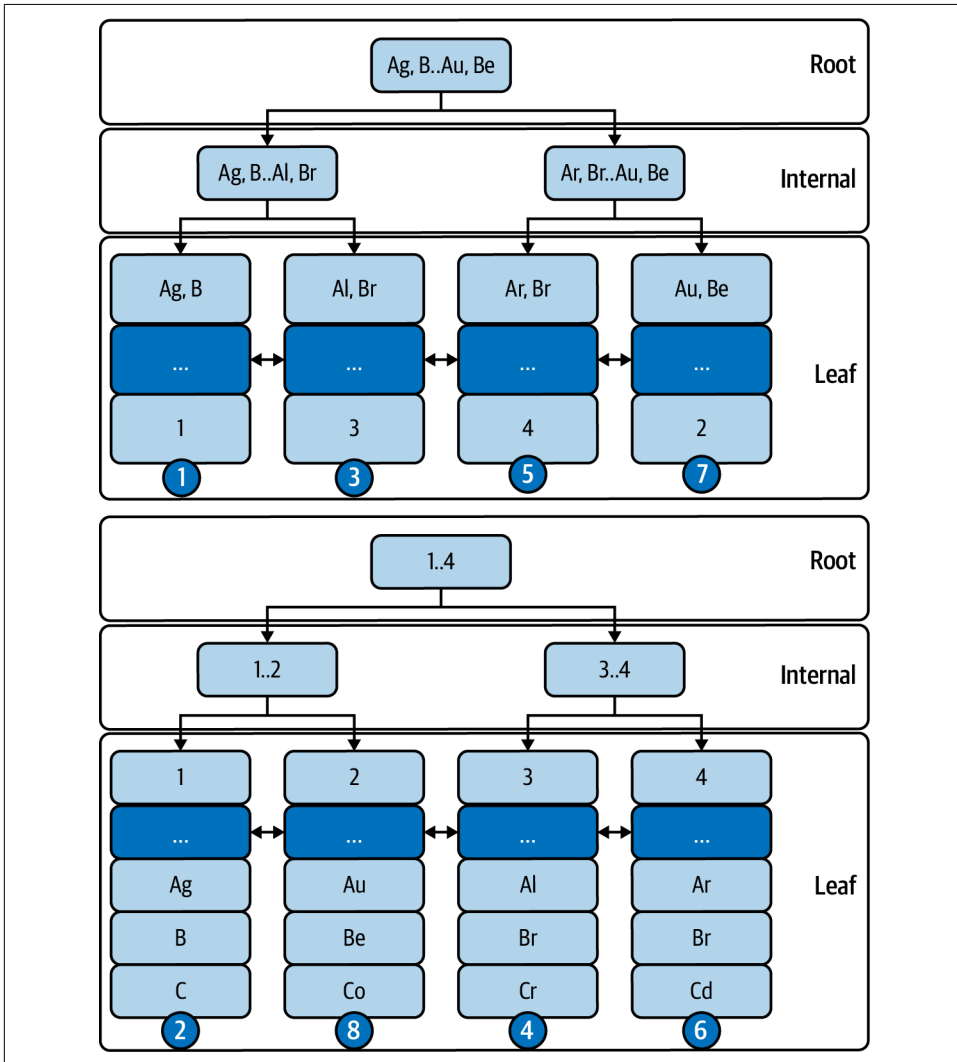 Ag, B..Au, Be
Root
Ag, B..Al, Br
Ar, Br..Au, Be
Internal
Ag, B
Al, Br
Ar, Br
Au, Be
...
...
...
...
Leaf
1
3
4
2
1
3
5
7
1..4
Root
1..2
3..4
Internal
1
2
3
4
...
...
...
...
Ag
Au
Al
Ar
Leaf
B
Be
Br
Br
C
Co
Cr
Cd
2
8
4
6